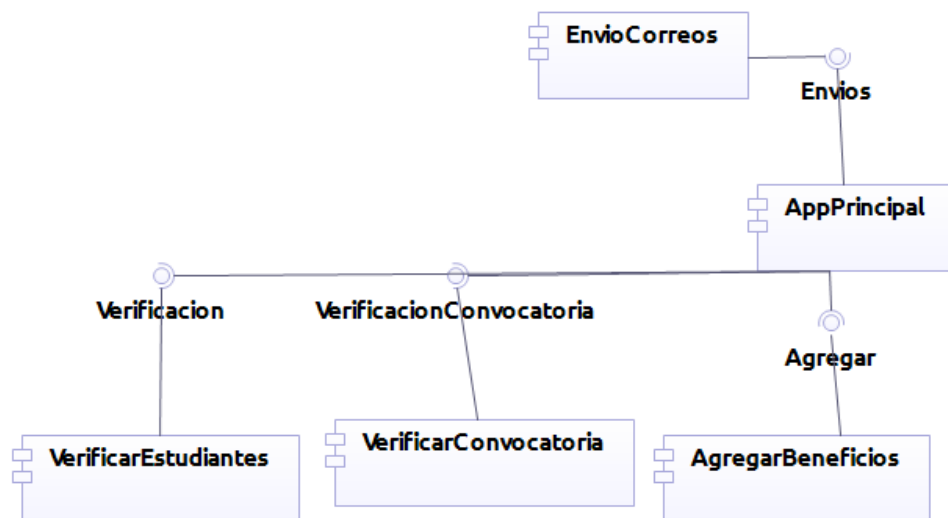 EnvioCorreos
Envios
AppPrincipal
Verificacion
VerificacionConvocatoria
Agregar
VerificarEstudiantes
VerificarConvocatoria
AgregarBeneficios